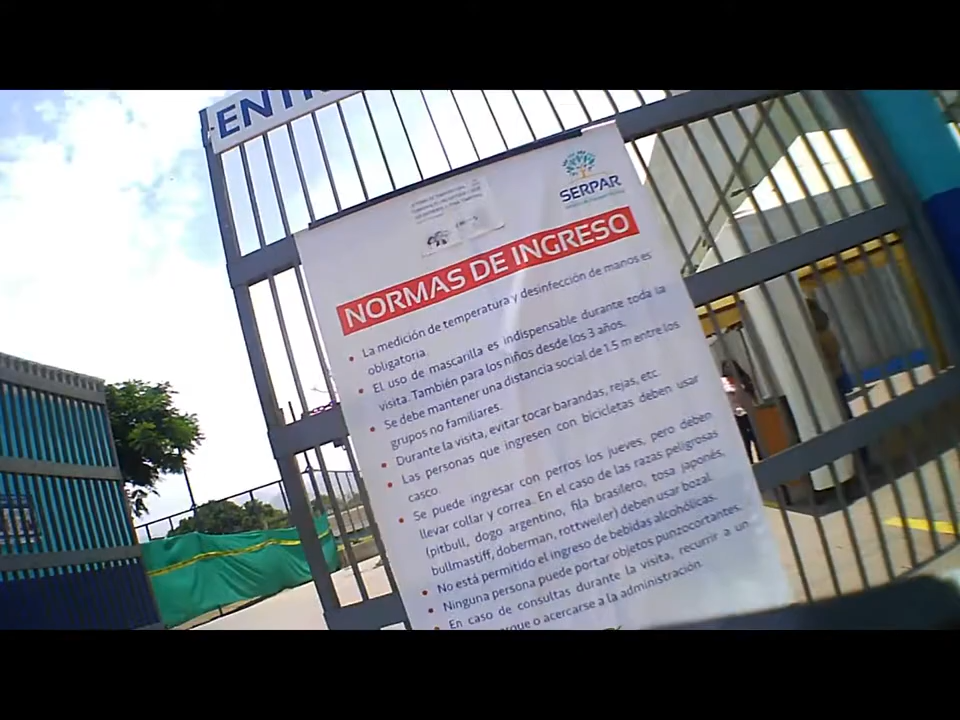 ENTR
SERPAR
NORMAS DE INGRESO
• La medición de temperatura y desinfección de manos es
obligatoria.
• El uso de mascarilla es indispensable durante toda la
visita. También para los niños desde los 3 años.
• Se debe mantener una distancia social de 1.5 m entre los
grupos no familiares.
• Durante la visita, evitar tocar barandas, rejas, etc.
• Las personas que ingresen con bicicletas deben usar
casco.
• Se puede ingresar con perros los jueves, pero deben
llevar collar y correa. En el caso de las razas peligrosas
(pitbull, dogo argentino, fila brasilero, tosa japonés,
bullmastiff, doberman, rottweiler) deben usar bozal.
• No está permitido el ingreso de bebidas alcohólicas.
• Ninguna persona puede portar objetos punzocortantes.
• En caso de consultas durante la visita, recurrir a un
o acercarse a la administración.